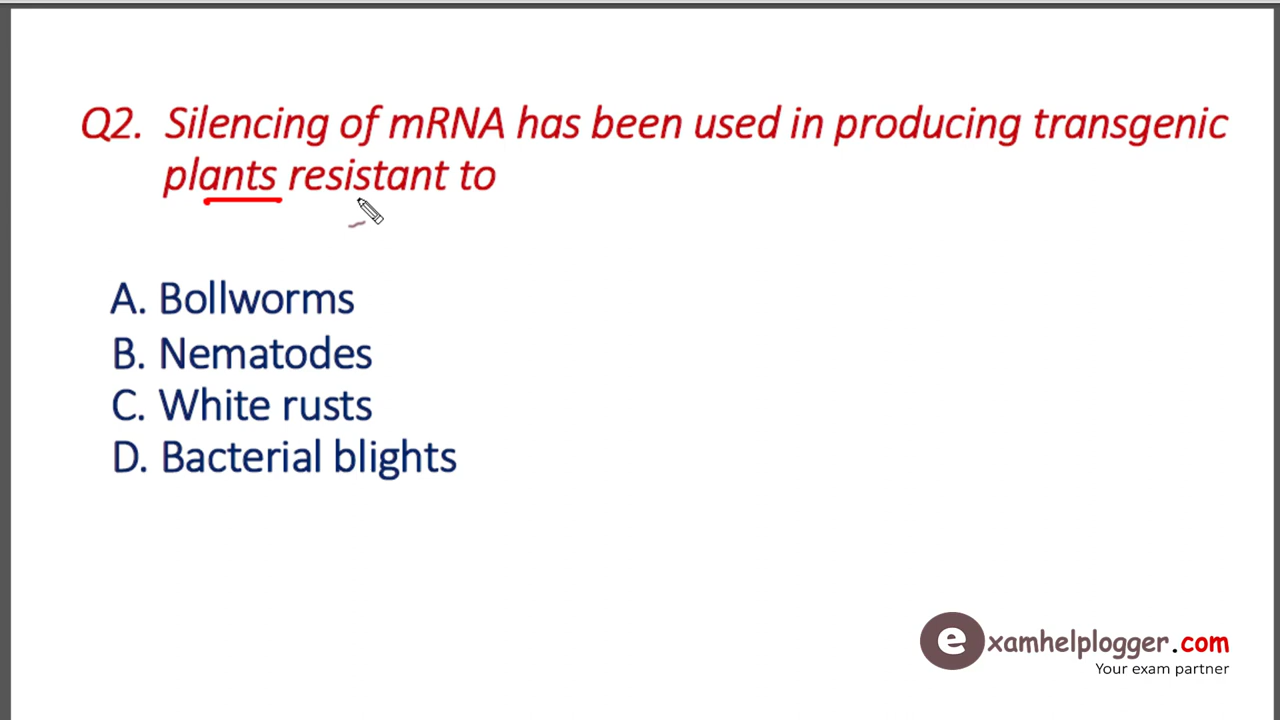 Q2. Silencing of mRNA has been used in producing transgenic
plants resistant to
A. Bollworms
B. Nematodes
C. White rusts
D. Bacterial blights
examhelplogger.com
Your exam partner